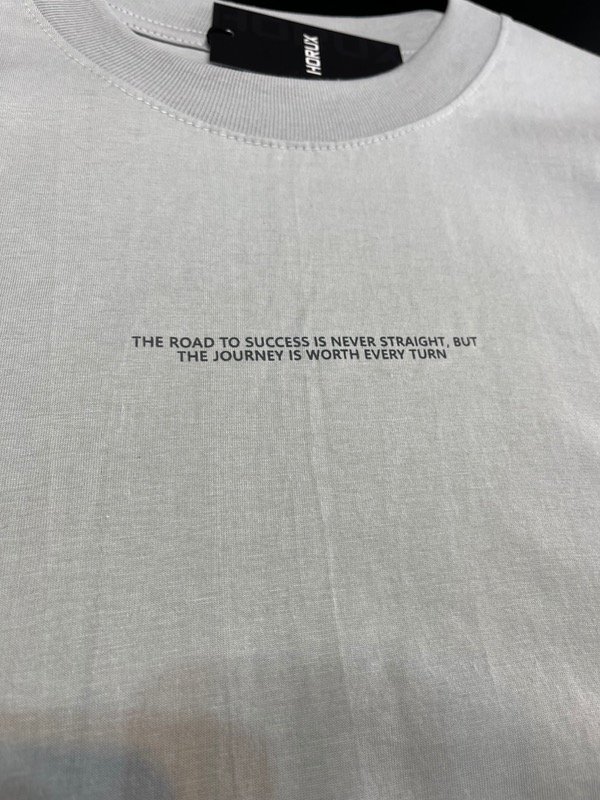 HORUX
THE ROAD TO SUCCESS IS NEVER STRAIGHT, BUT
THE JOURNEY IS WORTH EVERY TURN